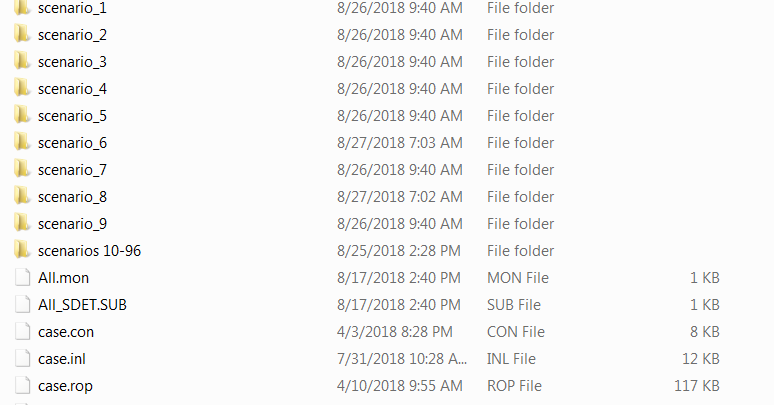 scenario_1 8/26/2018 9:40 AM File folder
scenario_2 8/26/2018 9:40 AM File folder
scenario_3 8/26/2018 9:40 AM File folder
scenario_4 8/26/2018 9:40 AM File folder
scenario_5 8/26/2018 9:40 AM File folder
scenario_6 8/27/2018 7:03 AM File folder
scenario_7 8/26/2018 9:40 AM File folder
scenario_8 8/27/2018 7:02 AM File folder
scenario_9 8/26/2018 9:40 AM File folder
scenarios 10-96 8/25/2018 2:28 PM File folder
All.mon 8/17/2018 2:40 PM MON File 1 KB
All_SDET.SUB 8/17/2018 2:40 PM SUB File 1 KB
case.con 4/3/2018 8:28 PM CON File 8 KB
case.inl 7/31/2018 10:28 A... INL File 12 KB
case.rop 4/10/2018 9:55 AM ROP File 117 KB